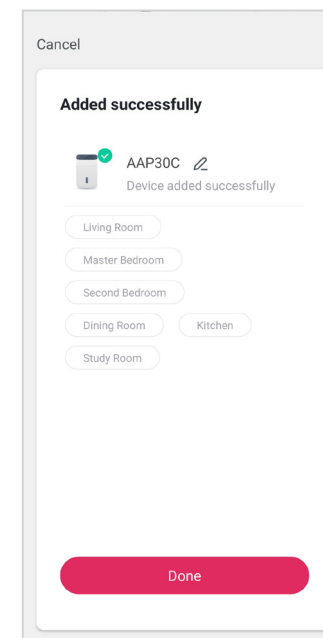 Cancel
Added successfully
AAP30C
Device added successfully
Living Room
Master Bedroom
Second Bedroom
Dining Room Kitchen
Study Room
Done